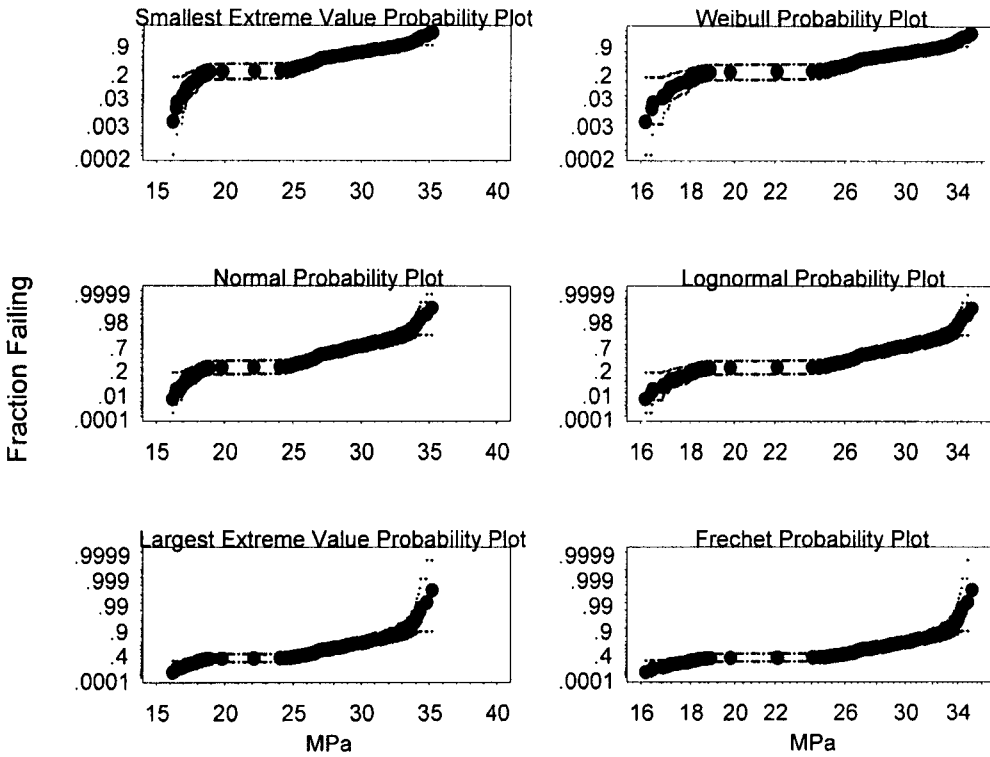 Fraction Failing
Smallest Extreme Value Probability Plot
.9
.2
.03
.003
.0002
15 20 25 30 35 40
Weibull Probability Plot
.9
.2
.03
.003
.0002
16 18 20 22 26 30 34
Normal Probability Plot
.9999
.98
.7
.2
.01
.0001
15 20 25 30 35 40
Lognormal Probability Plot
.9999
.98
.7
.2
.01
.0001
16 18 20 22 26 30 34
Largest Extreme Value Probability Plot
.9999
.999
.99
.9
.4
.0001
15 20 25 30 35 40
MPa
Frechet Probability Plot
.9999
.999
.99
.9
.4
.0001
16 18 20 22 26 30 34
MPa